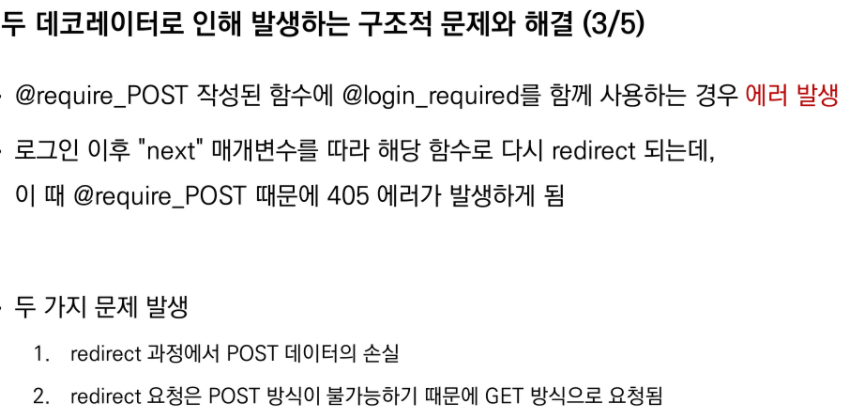 두 데코레이터로 인해 발생하는 구조적 문제와 해결 (3/5)
@require_POST 작성된 함수에 @login_required를 함께 사용하는 경우 에러 발생
로그인 이후 "next" 매개변수를 따라 해당 함수로 다시 redirect 되는데,
이 때 @require_POST 때문에 405 에러가 발생하게 됨
두 가지 문제 발생
1. redirect 과정에서 POST 데이터의 손실
2. redirect 요청은 POST 방식이 불가능하기 때문에 GET 방식으로 요청됨